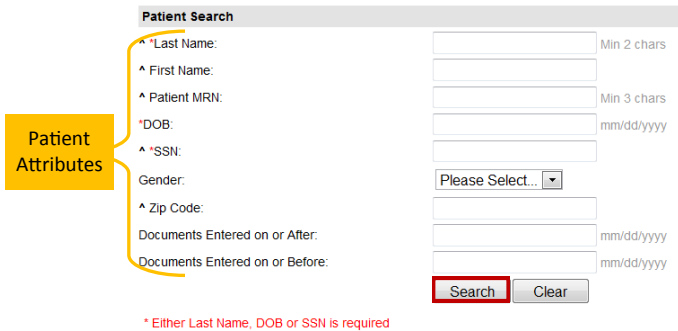 Patient Search
^ *Last Name: Min 2 chars
^ First Name:
^ Patient MRN: Min 3 chars
*DOB: mm/dd/yyyy
^ *SSN:
Patient
Attributes
Gender: Please Select...
^ Zip Code:
Documents Entered on or After: mm/dd/yyyy
Documents Entered on or Before: mm/dd/yyyy
Search Clear
* Either Last Name, DOB or SSN is required